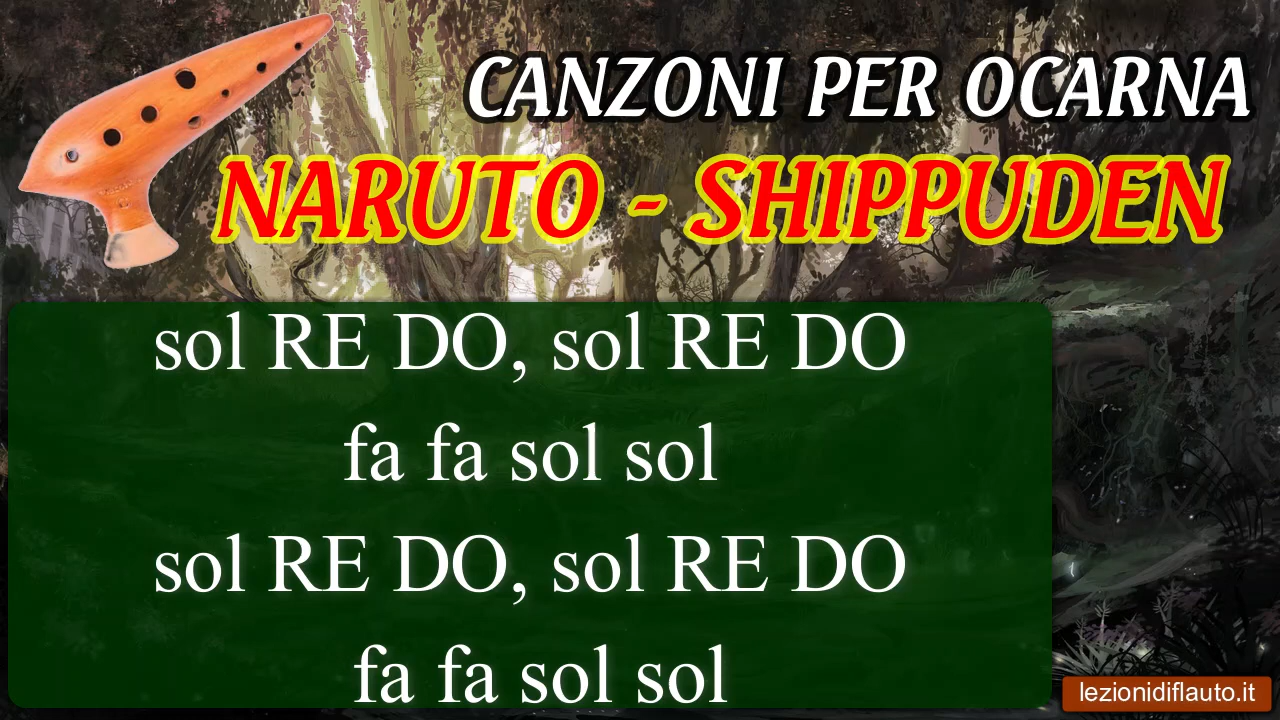 CANZONI PER OCARNA
NARUTO - SHIPPUDEN
sol RE DO, sol RE DO
fa fa sol sol
sol RE DO, sol RE DO
fa fa sol sol
lezionidiflauto.it